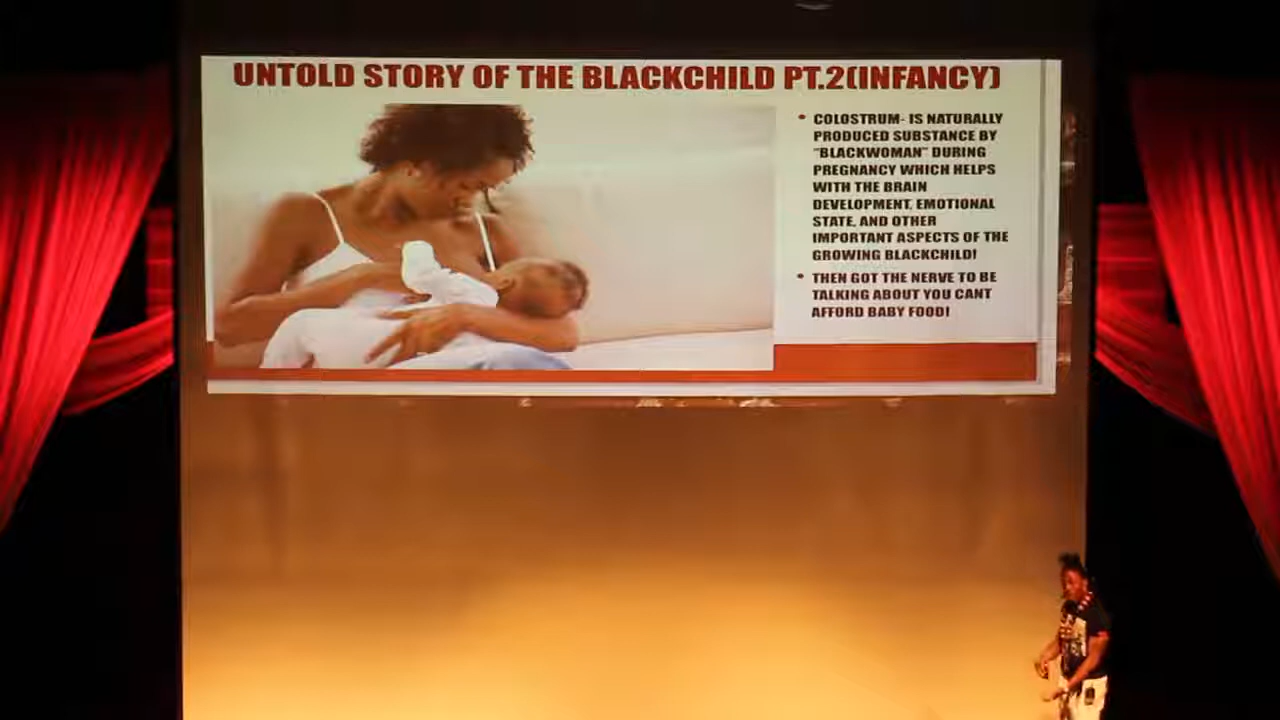 UNTOLD STORY OF THE BLACKCHILD PT.2(INFANCY)
• COLOSTRUM- IS NATURALLY
PRODUCED SUBSTANCE BY
"BLACKWOMAN" DURING
PREGNANCY WHICH HELPS
WITH THE BRAIN
DEVELOPMENT, EMOTIONAL
STATE, AND OTHER
IMPORTANT ASPECTS OF THE
GROWING BLACKCHILD!
• THEN GOT THE NERVE TO BE
TALKING ABOUT YOU CANT
AFFORD BABY FOOD!